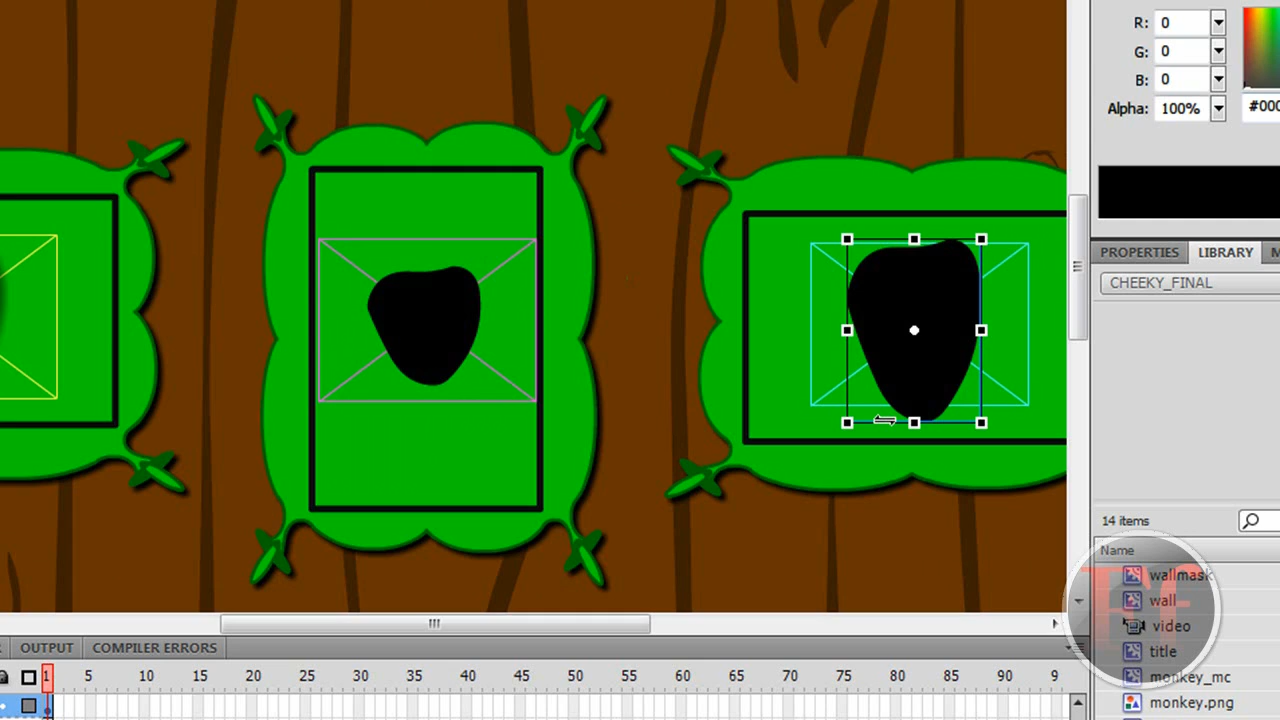 R: 0
G: 0
B: 0
Alpha: 100% #000
PROPERTIES LIBRARY
CHEEKY_FINAL
14 items
Name
wallmask
wall
video
title
monkey_mc
monkey.png
Ff
OUTPUT COMPILER ERRORS
1 5 10 15 20 25 30 35 40 45 50 55 60 65 70 75 80 85 9